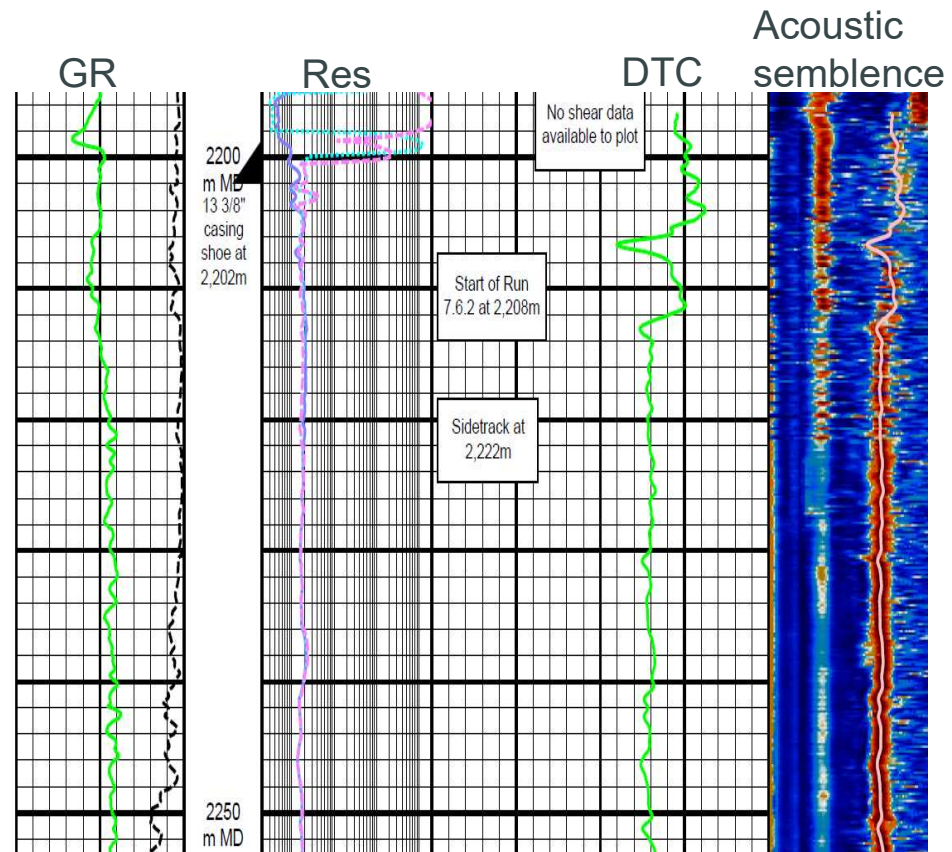 Acoustic
GR Res DTC semblence
No shear data
available to plot
2200
m MD
13 3/8"
casing
shoe at
2,202m
Start of Run
7.6.2 at 2,208m
Sidetrack at
2,222m
2250
m MD